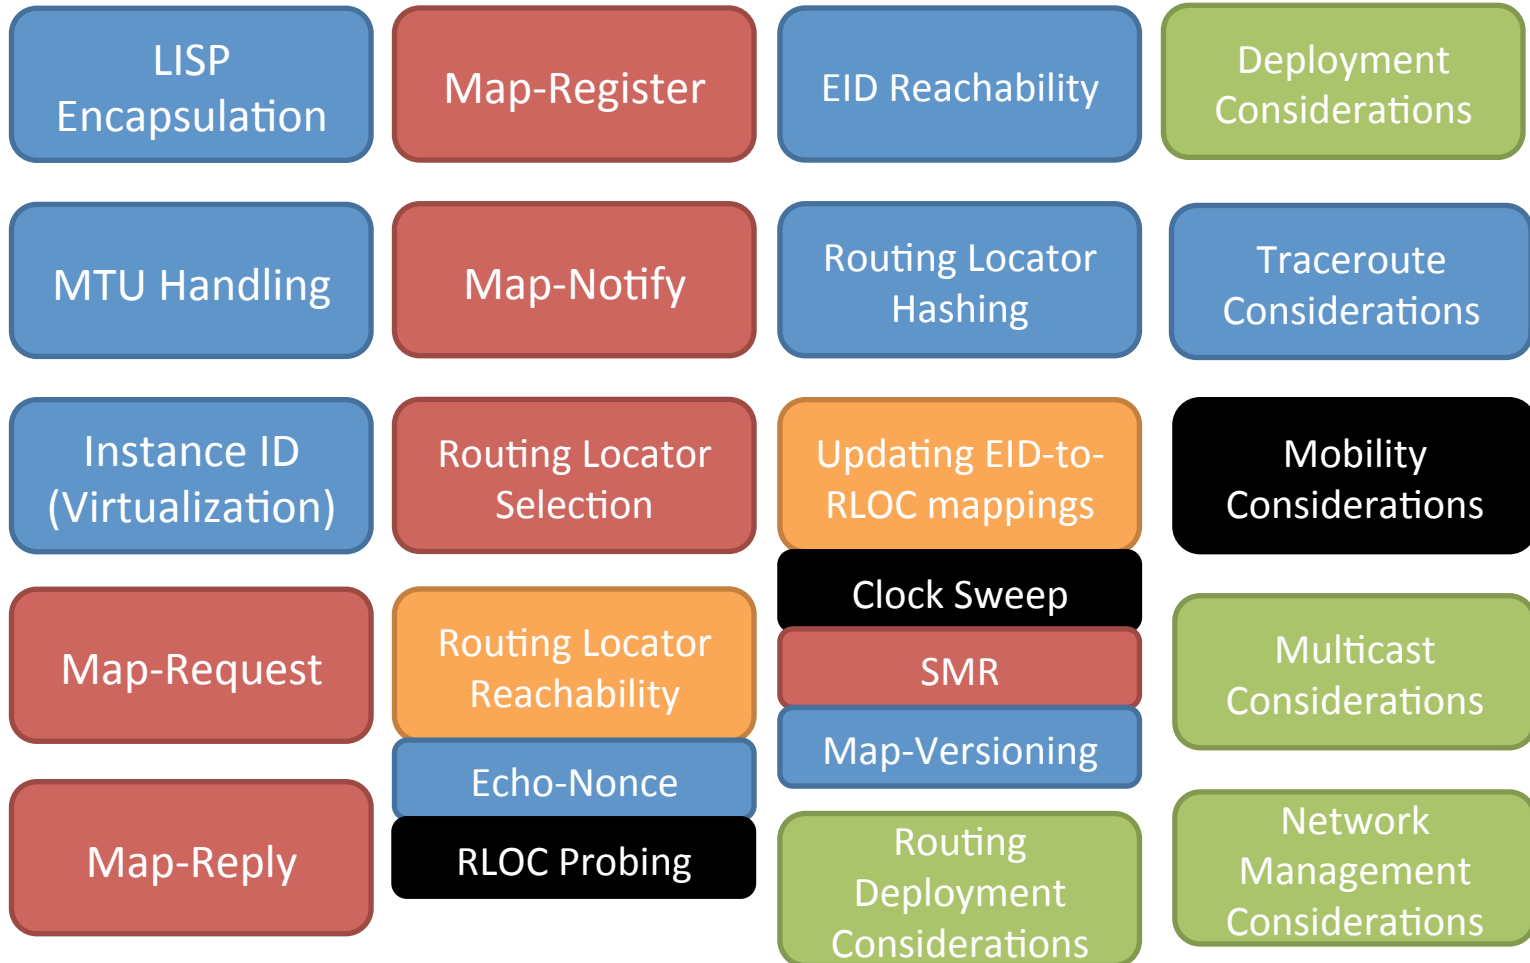 LISP
Encapsulation
MTU Handling
Instance ID
(Virtualization)
Map-Request
Map-Reply
Map-Register
Map-Notify
Routing Locator
Selection
Routing Locator
Reachability
Echo-Nonce
RLOC Probing
EID Reachability
Routing Locator
Hashing
Updating EID-to-
RLOC mappings
Clock Sweep
SMR
Map-Versioning
Routing
Deployment
Considerations
Deployment
Considerations
Traceroute
Considerations
Mobility
Considerations
Multicast
Considerations
Network
Management
Considerations